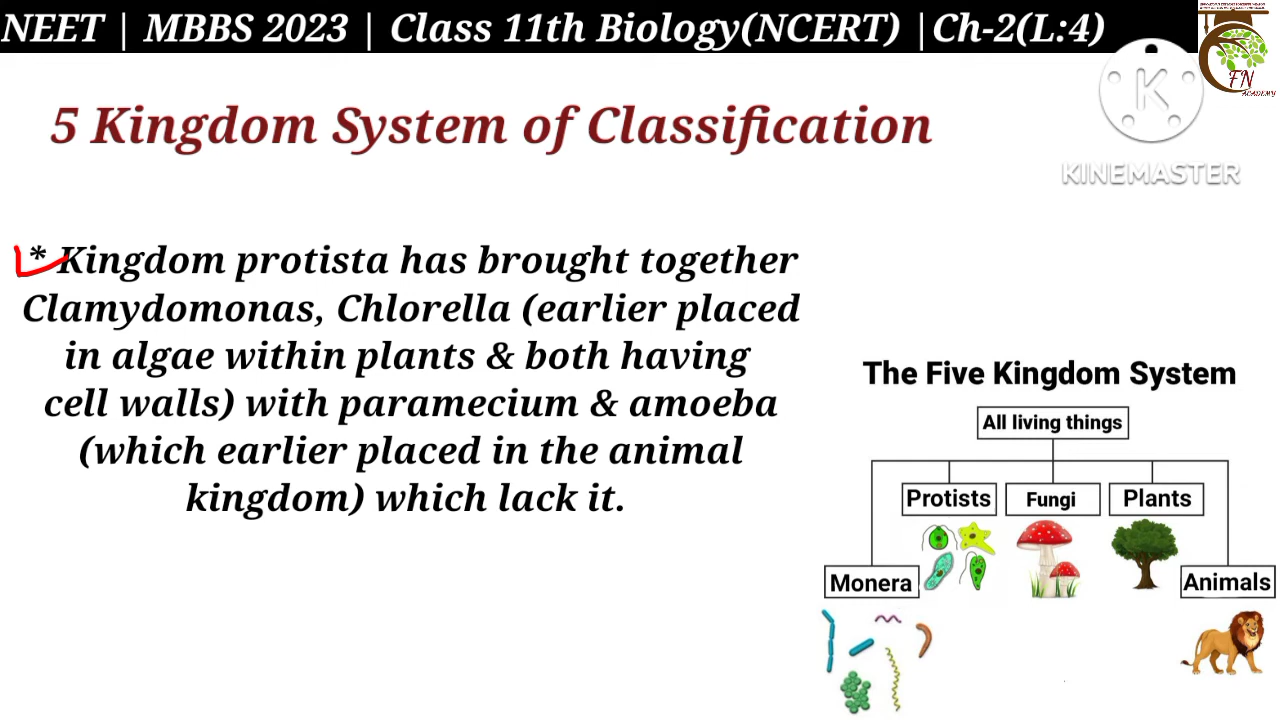 NEET | MBBS 2023 | Class 11th Biology(NCERT) |Ch-2(L:4)
FN
ACADEMY
K
KINEMASTER
5 Kingdom System of Classification
* Kingdom protista has brought together
Clamydomonas, Chlorella (earlier placed
in algae within plants & both having
cell walls) with paramecium & amoeba
(which earlier placed in the animal
kingdom) which lack it.
The Five Kingdom System
All living things
Protists Fungi Plants
Monera Animals